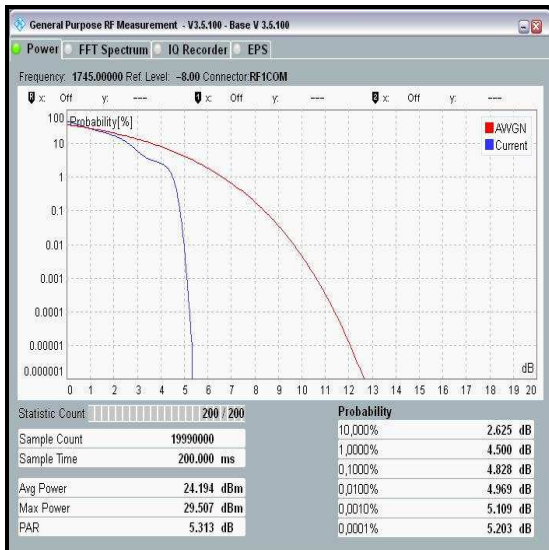 General Purpose RF Measurement - V3.5.100 - Base V 3.5.100
Power FFT Spectrum IQ Recorder EPS
Frequency: 1745.00000 Ref. Level: -8.00 Connector:RF1COM
x: Off y: --- 1 x: Off y: --- 2 x: Off y: ---
Probability[%]
AWGN
Current
100
10
1
0.1
0.01
0.001
0.0001
0.00001
0.000001
dB
0 1 2 3 4 5 6 7 8 9 10 11 12 13 14 15 16 17 18 19 20
Statistic Count 200 / 200
Sample Count 19990000
Sample Time 200.000 ms
Avg Power 24.194 dBm
Max Power 29.507 dBm
PAR 5.313 dB
Probability
10,000% 2.625 dB
1,0000% 4.500 dB
0,1000% 4.828 dB
0,0100% 4.969 dB
0,0010% 5.109 dB
0,0001% 5.203 dB